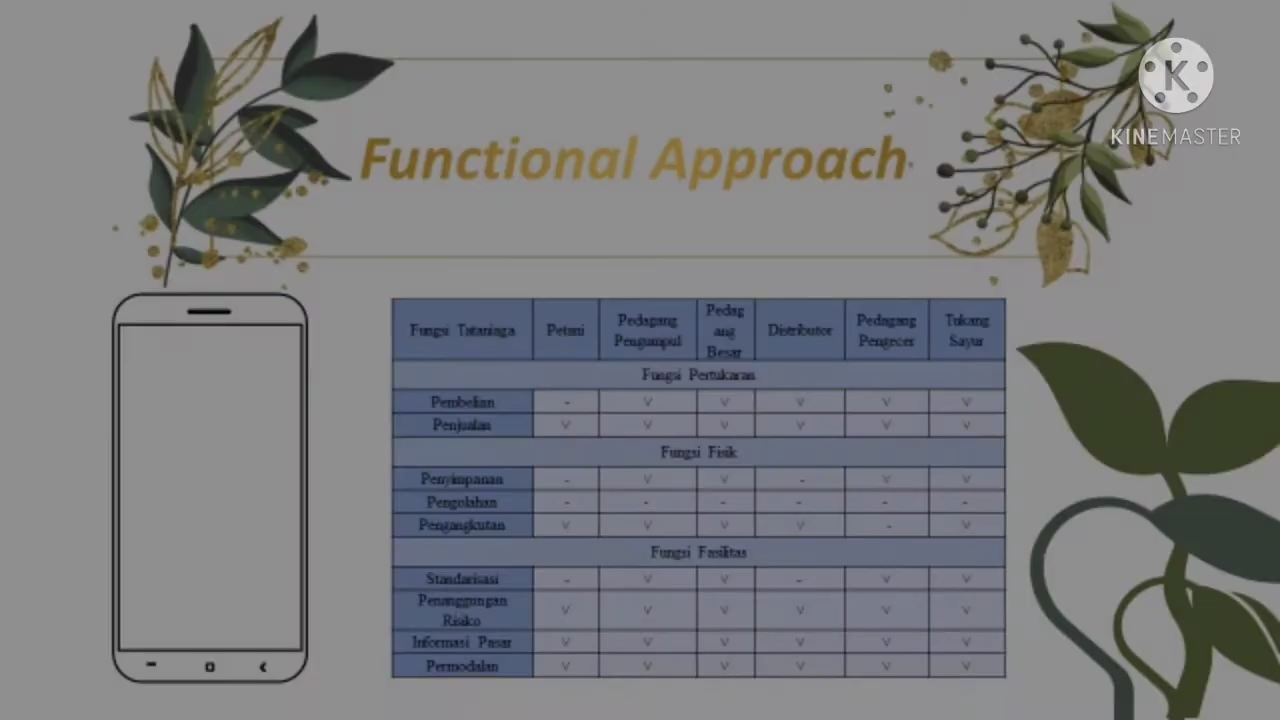 KINEMASTER
Functional Approach
Fungsi Tataniaga Petani Pedagang Pengumpul Pedag ang Besar Distributor Pedagang Pengecer Tukang Sayur
Fungsi Pertukaran
Pembelian - V V V V V
Penjualan V V V V V V
Fungsi Fisik
Penyimpanan - V V - V V
Pengolahan - - - - - -
Pengangkutan V V V V - V
Fungsi Fasilitas
Standarisasi - V V - V V
Penanggungan Risiko V V V V V V
Informasi Pasar V V V V V V
Permodalan V V V V V V